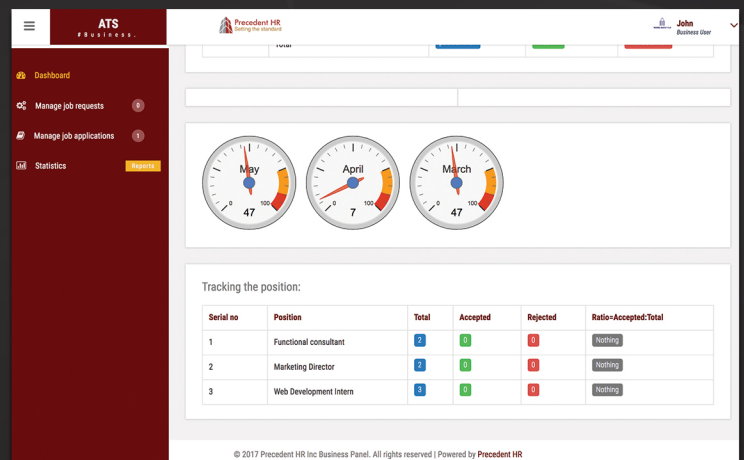 ATS
#Business.
Precedent HR
Setting the standard
John
Business User
Total
Dashboard
Manage job requests 0
Manage job applications 1
Statistics Reports
May
0 100
47
April
0 100
7
March
0 100
47
Tracking the position:
Serial no Position Total Accepted Rejected Ratio=Accepted:Total
1 Functional consultant 2 0 0 Nothing
2 Marketing Director 2 0 0 Nothing
3 Web Development Intern 3 0 0 Nothing
© 2017 Precedent HR Inc Business Panel. All rights reserved | Powered by Precedent HR